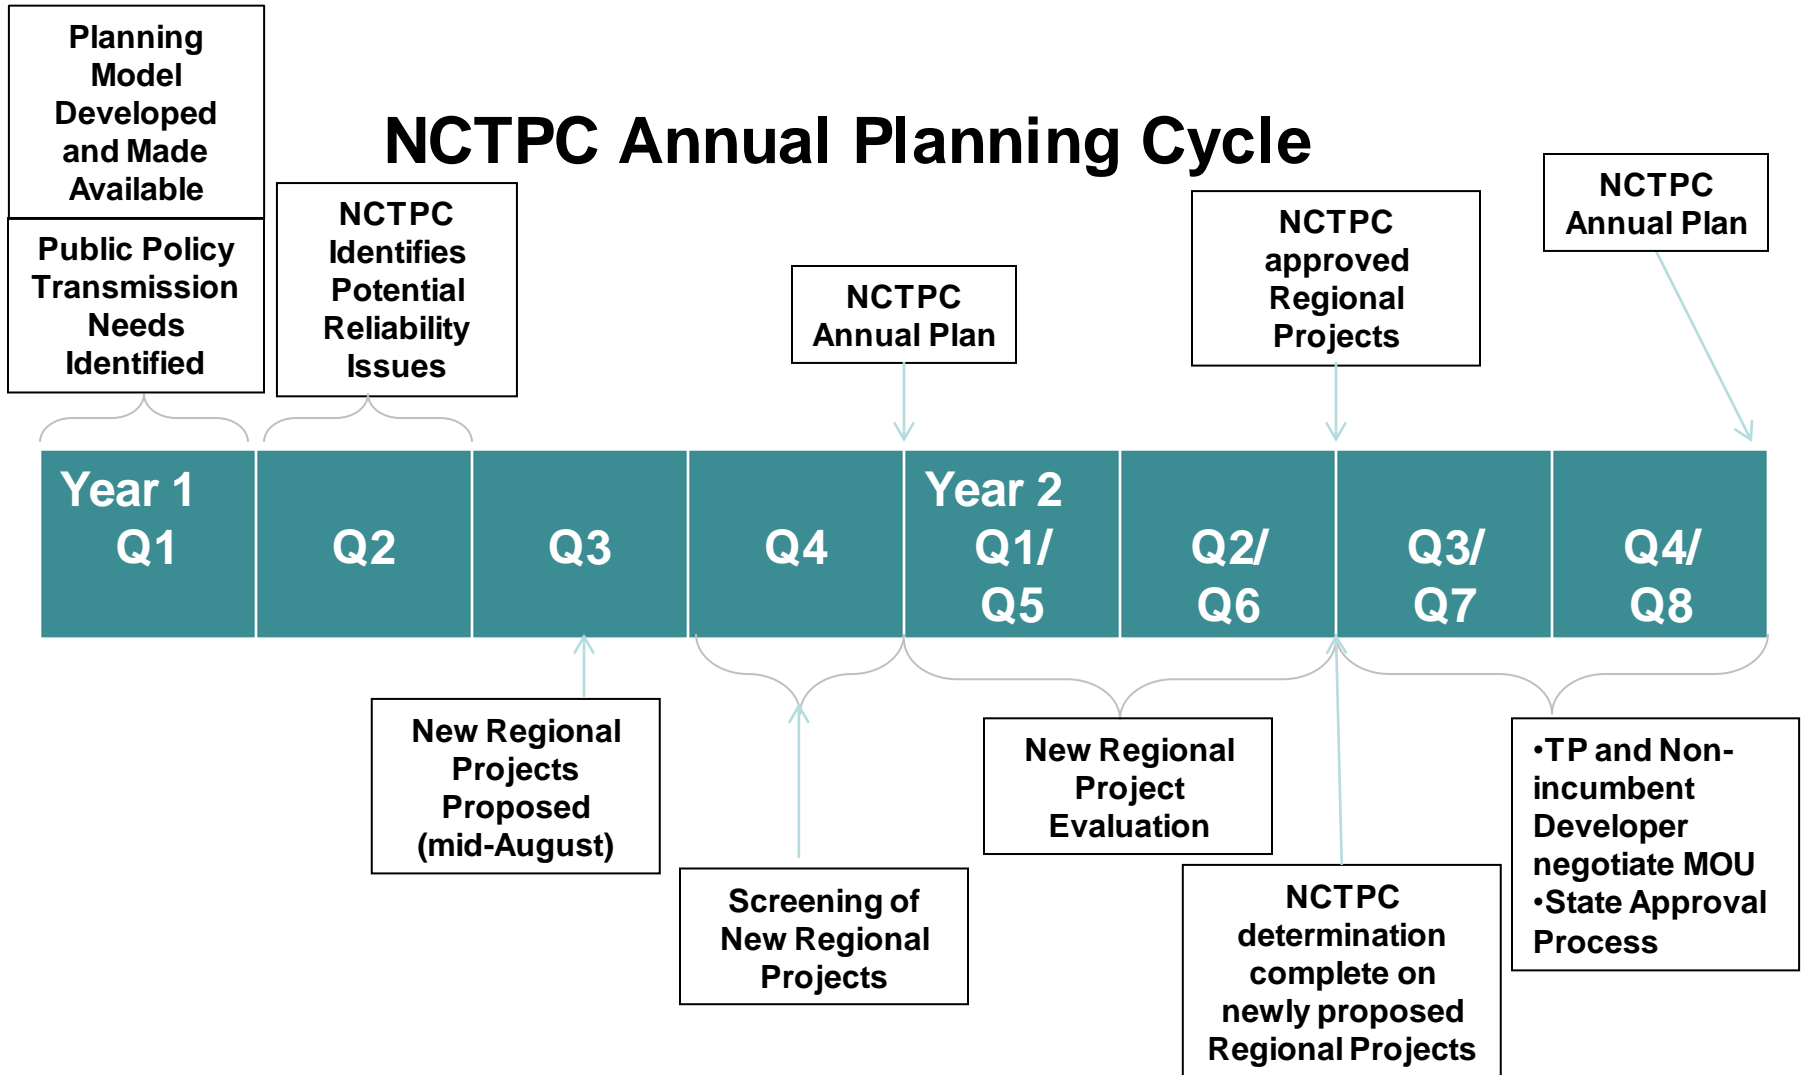 Planning
Model
Developed
and Made
Available
Public Policy
Transmission
Needs
Identified
NCTPC Annual Planning Cycle
NCTPC
Identifies
Potential
Reliability
Issues
NCTPC
Annual Plan
NCTPC
approved
Regional
Projects
NCTPC
Annual Plan
Year 1
Q1
Q2
Q3
Q4
Year 2
Q1/
Q5
Q2/
Q6
Q3/
Q7
Q4/
Q8
New Regional
Projects
Proposed
(mid-August)
Screening of
New Regional
Projects
New Regional
Project
Evaluation
NCTPC
determination
complete on
newly proposed
Regional Projects
•TP and Non-
incumbent
Developer
negotiate MOU
•State Approval
Process